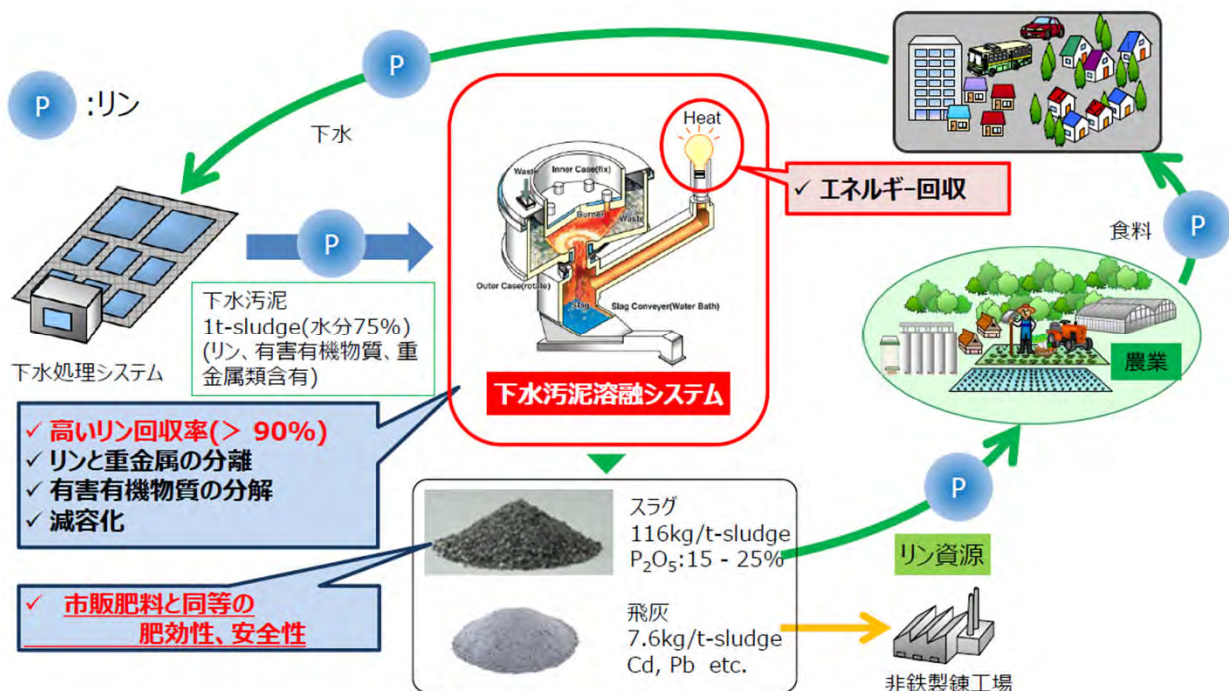 P :リン
P
下水
P
下水処理システム
下水汚泥
1t-sludge(水分75%)
(リン、有害有機物質、重
金属類含有)
Heat
Waste
Inner Case(fix)
Burner
Waste
Outer Case(rotate)
Slag
Slag Conveyer(Water Bath)
下水汚泥溶融システム
✓ エネルギー回収
食料
P
農業
✓ 高いリン回収率(> 90%)
✓ リンと重金属の分離
✓ 有害有機物質の分解
✓ 減容化
✓ 市販肥料と同等の
肥効性、安全性
スラグ
116kg/t-sludge
P₂O₅:15 - 25%
飛灰
7.6kg/t-sludge
Cd, Pb etc.
P
リン資源
非鉄製錬工場